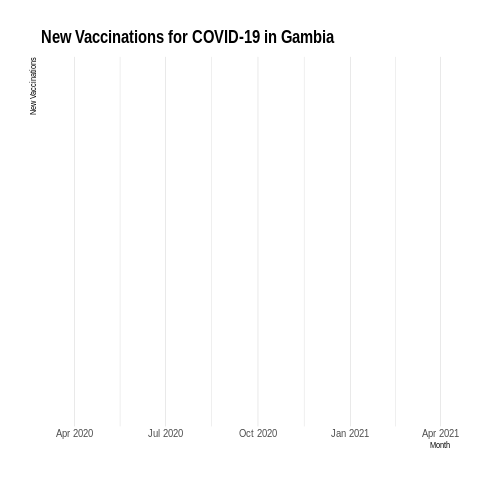 New Vaccinations for COVID-19 in Gambia
New Vaccinations
Apr 2020 Jul 2020 Oct 2020 Jan 2021 Apr 2021
Month